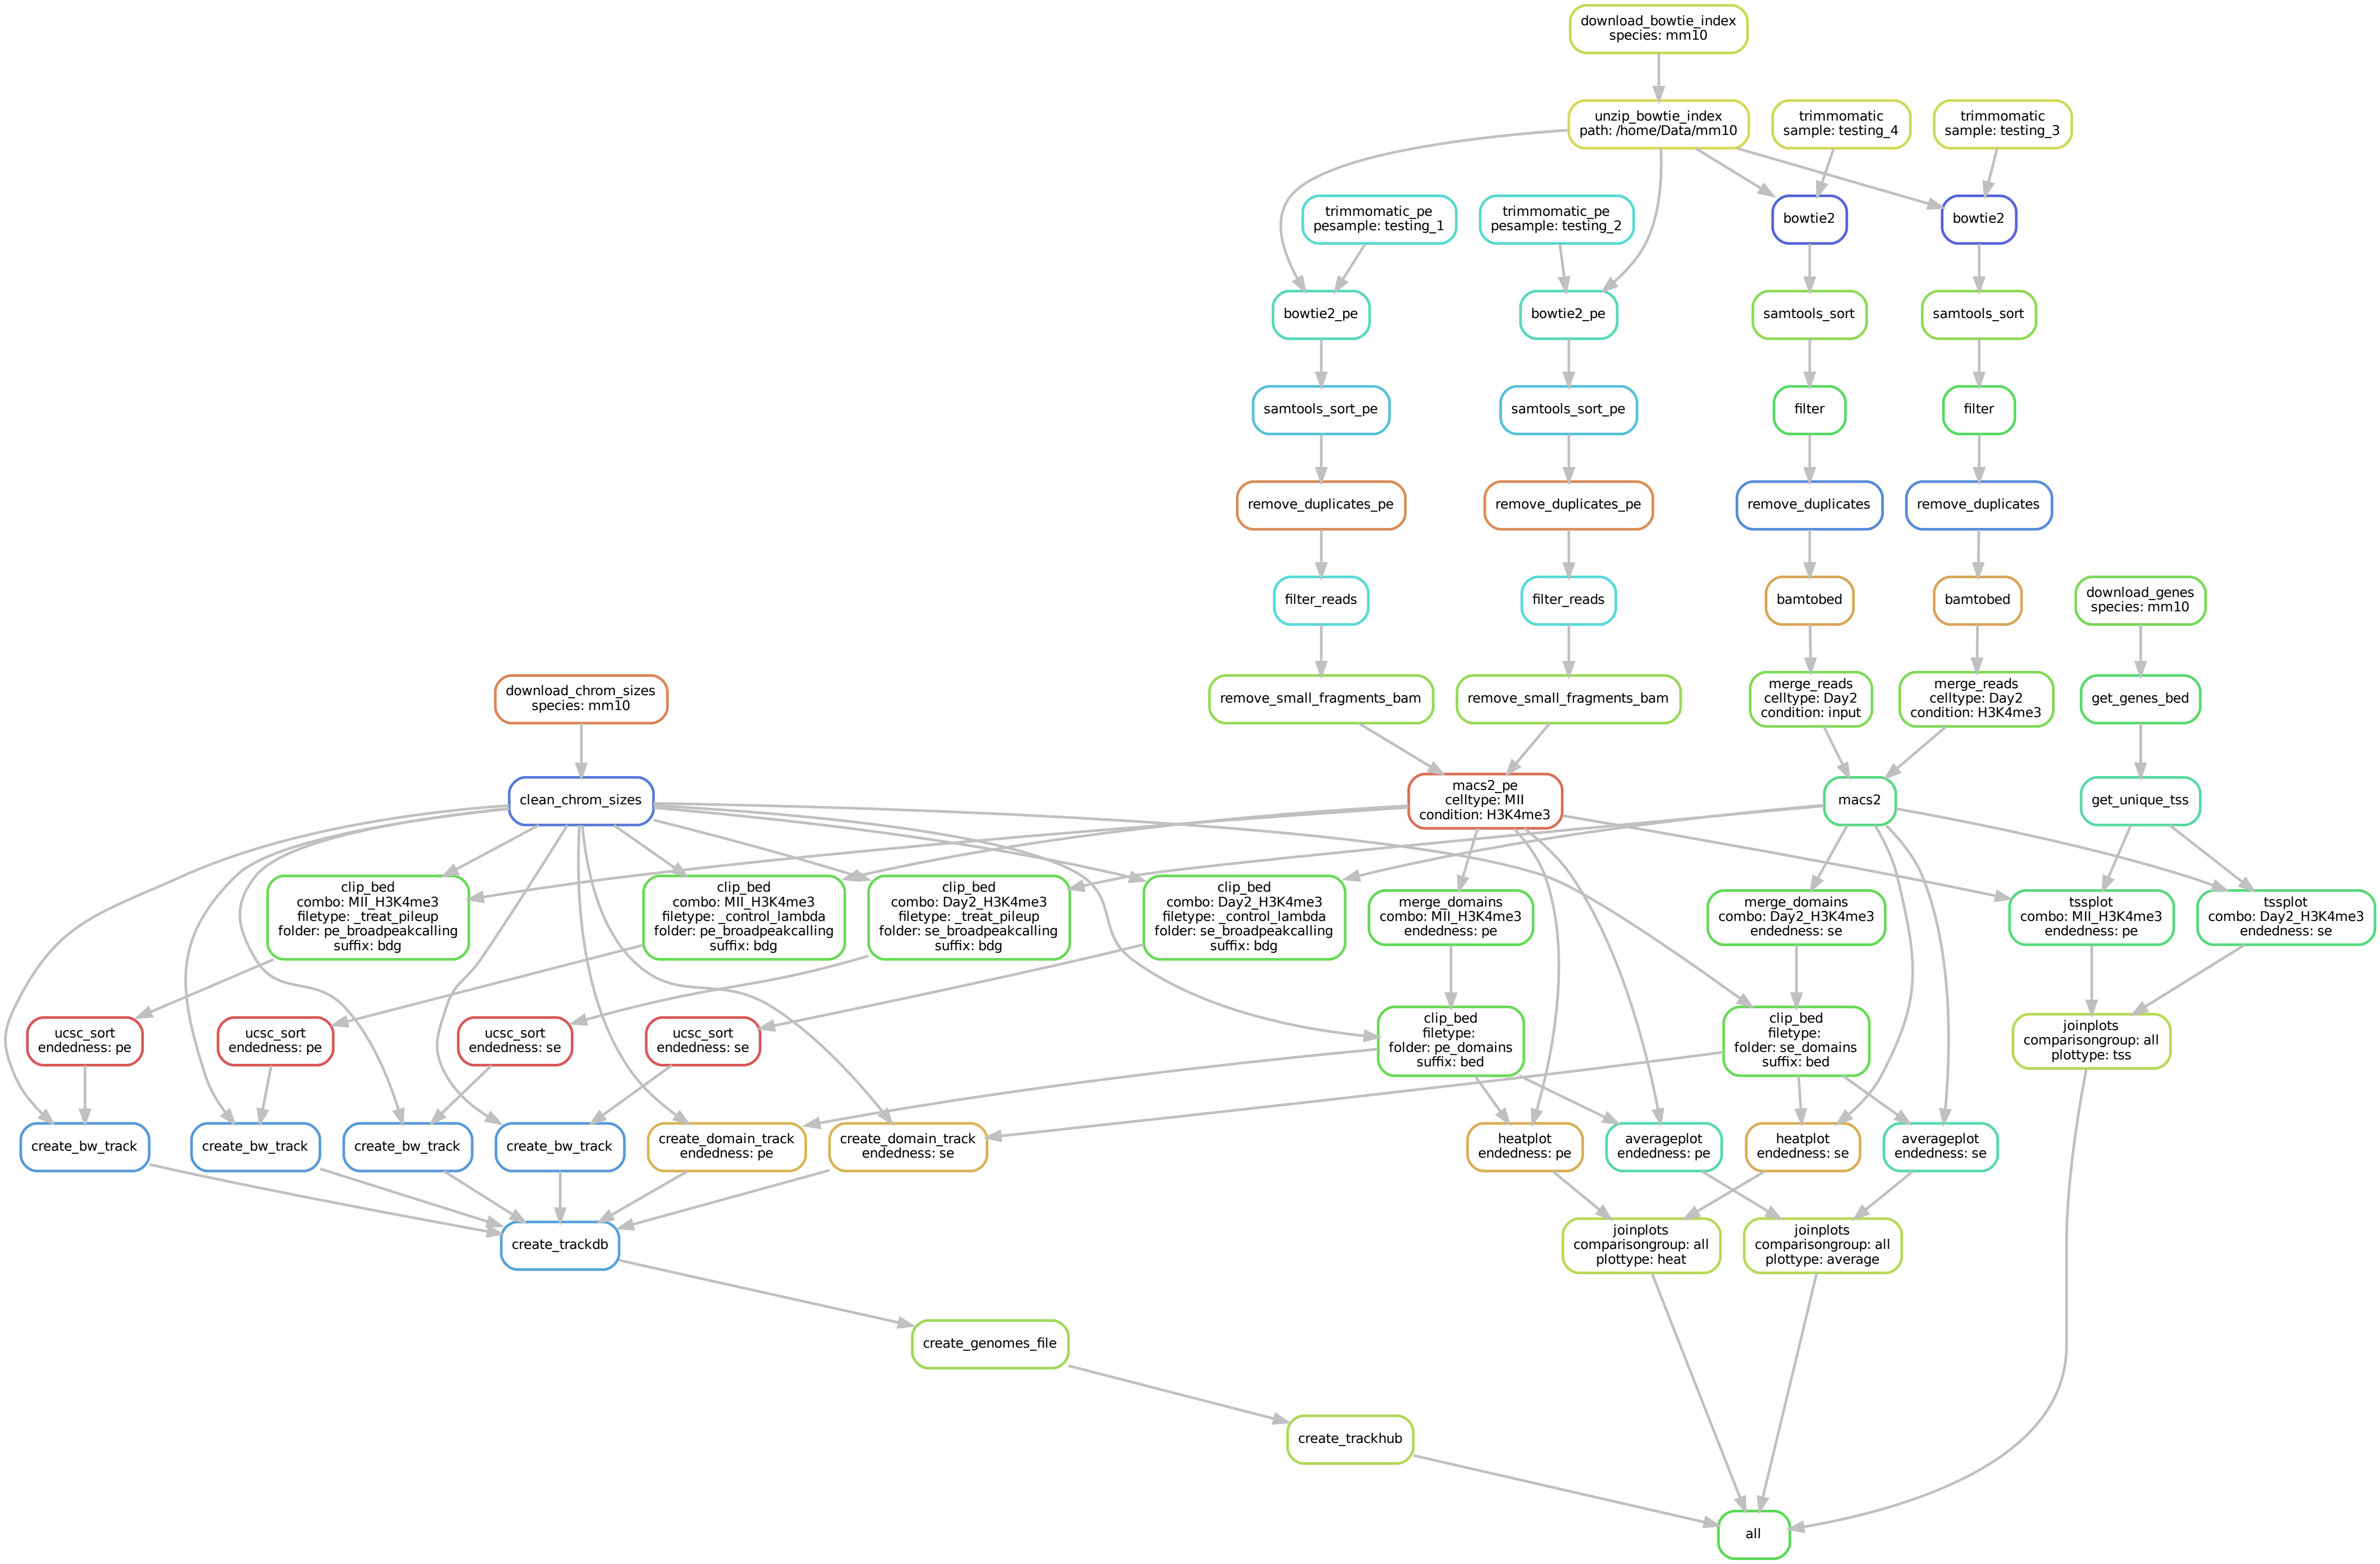 download_bowtie_index
species: mm10
unzip_bowtie_index
path: /home/Data/mm10
trimmomatic
sample: testing_4
trimmomatic
sample: testing_3
trimmomatic_pe
pesample: testing_1
trimmomatic_pe
pesample: testing_2
bowtie2
bowtie2
bowtie2_pe
bowtie2_pe
samtools_sort
samtools_sort
samtools_sort_pe
samtools_sort_pe
filter
filter
remove_duplicates_pe
remove_duplicates_pe
remove_duplicates
remove_duplicates
filter_reads
filter_reads
bamtobed
bamtobed
download_genes
species: mm10
download_chrom_sizes
species: mm10
remove_small_fragments_bam
remove_small_fragments_bam
merge_reads
celltype: Day2
condition: input
merge_reads
celltype: Day2
condition: H3K4me3
get_genes_bed
clean_chrom_sizes
macs2_pe
celltype: MII
condition: H3K4me3
macs2
get_unique_tss
clip_bed
combo: MII_H3K4me3
filetype: _treat_pileup
folder: pe_broadpeakcalling
suffix: bdg
clip_bed
combo: MII_H3K4me3
filetype: _control_lambda
folder: pe_broadpeakcalling
suffix: bdg
clip_bed
combo: Day2_H3K4me3
filetype: _treat_pileup
folder: se_broadpeakcalling
suffix: bdg
clip_bed
combo: Day2_H3K4me3
filetype: _control_lambda
folder: se_broadpeakcalling
suffix: bdg
merge_domains
combo: MII_H3K4me3
endedness: pe
merge_domains
combo: Day2_H3K4me3
endedness: se
tssplot
combo: MII_H3K4me3
endedness: pe
tssplot
combo: Day2_H3K4me3
endedness: se
ucsc_sort
endedness: pe
ucsc_sort
endedness: pe
ucsc_sort
endedness: se
ucsc_sort
endedness: se
clip_bed
filetype:
folder: pe_domains
suffix: bed
clip_bed
filetype:
folder: se_domains
suffix: bed
joinplots
comparisongroup: all
plottype: tss
create_bw_track
create_bw_track
create_bw_track
create_bw_track
create_domain_track
endedness: pe
create_domain_track
endedness: se
heatplot
endedness: pe
averageplot
endedness: pe
heatplot
endedness: se
averageplot
endedness: se
create_trackdb
joinplots
comparisongroup: all
plottype: heat
joinplots
comparisongroup: all
plottype: average
create_genomes_file
create_trackhub
all